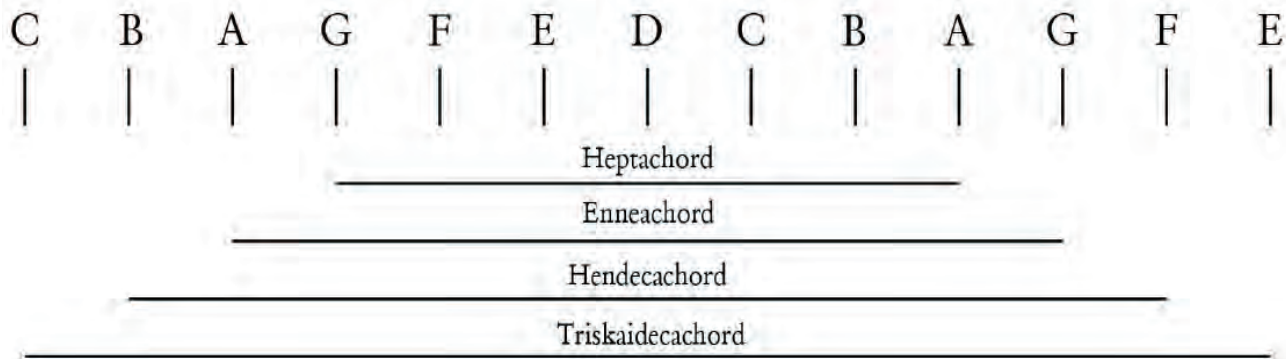 C B A G F E D C B A G F E
Heptachord
Enneachord
Hendecachord
Triskaidecachord